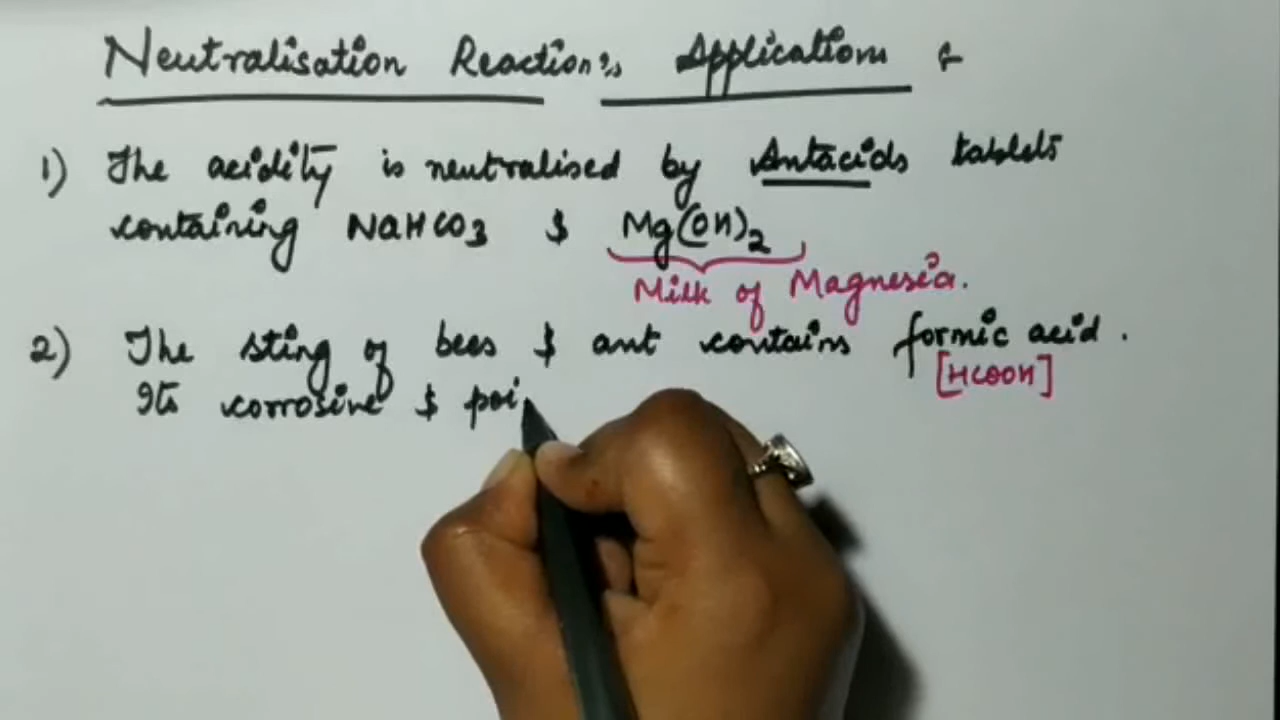 Neutralisation Reactions Applications :-
1) The acidity is neutralised by Antacids tablets
containing NaHCO3 & Mg(OH)2
Milk of Magnesia.
2) The sting of bees & ant contains formic acid.
[HCOOH]
Its corrosive & poi